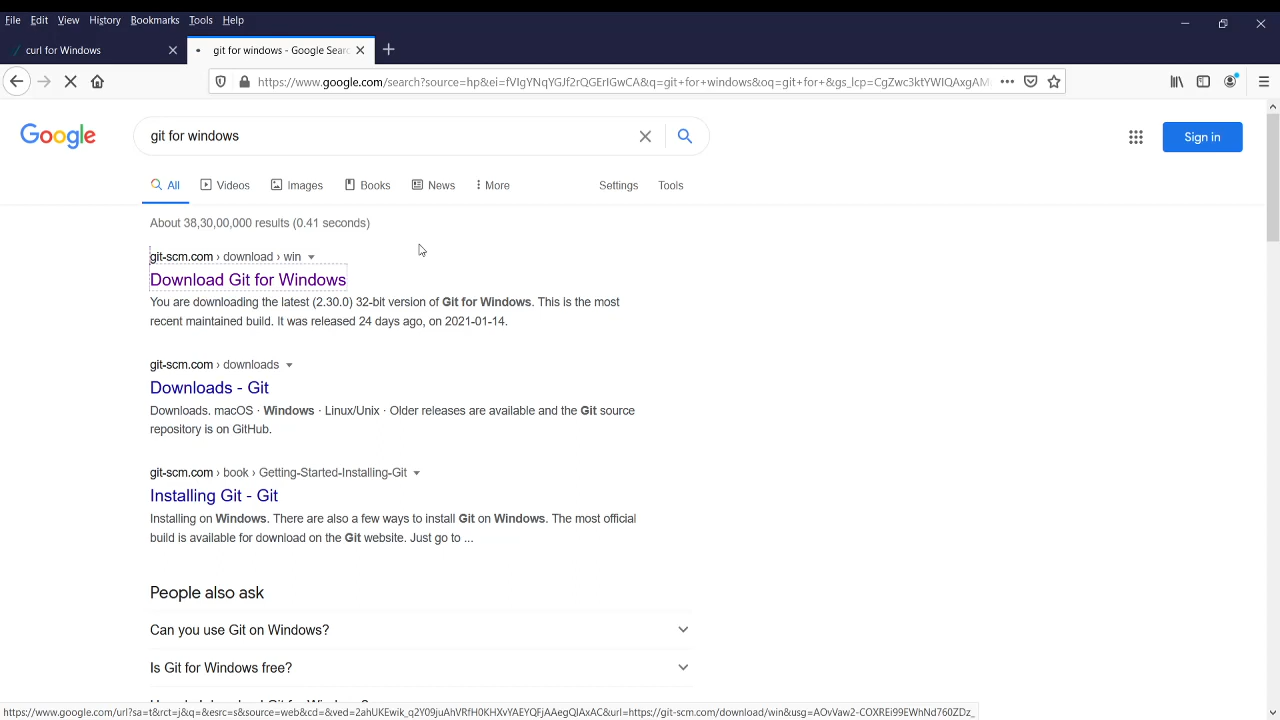 File Edit View History Bookmarks Tools Help
curl for Windows
git for windows - Google Searc
https://www.google.com/search?source=hp&ei=fVIgYNqYGJf2rQGErIGwCA&q=git+for+windows&oq=git+for+&gs_lcp=CgZwc3ktYWIQAxgAM
Google
git for windows
Sign in
All Videos Images Books News More Settings Tools
About 38,30,00,000 results (0.41 seconds)
git-scm.com › download › win
Download Git for Windows
You are downloading the latest (2.30.0) 32-bit version of Git for Windows. This is the most
recent maintained build. It was released 24 days ago, on 2021-01-14.
git-scm.com › downloads
Downloads - Git
Downloads. macOS · Windows · Linux/Unix · Older releases are available and the Git source
repository is on GitHub.
git-scm.com › book › Getting-Started-Installing-Git
Installing Git - Git
Installing on Windows. There are also a few ways to install Git on Windows. The most official
build is available for download on the Git website. Just go to ...
People also ask
Can you use Git on Windows?
Is Git for Windows free?
https://www.google.com/url?sa=t&rct=j&q=&esrc=s&source=web&cd=&ved=2ahUKEwik_q2Y09juAhVRfH0KHXvYAEYQFjAAegQIAxAC&url=https://git-scm.com/download/win&usg=AOvVaw2-COXREi99EWhNd760ZDz_